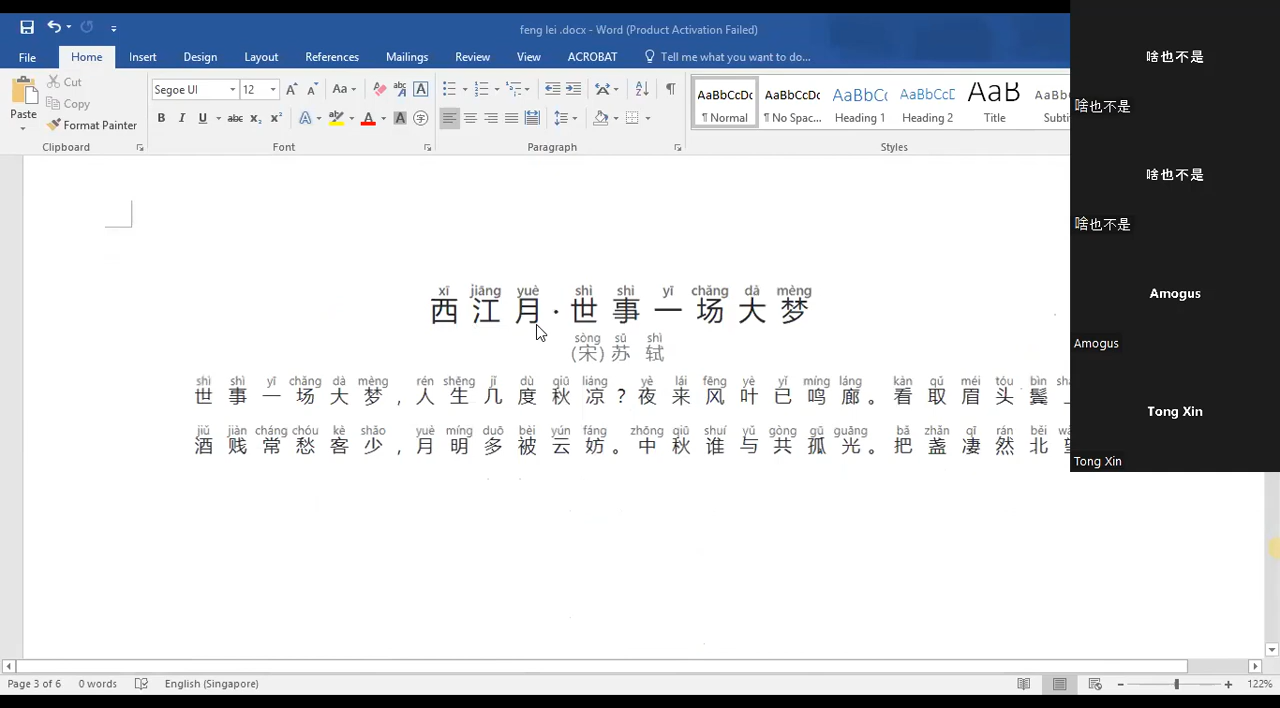 feng lei .docx - Word (Product Activation Failed)
File Home Insert Design Layout References Mailings Review View ACROBAT Tell me what you want to do...
Cut
Copy
Paste
Format Painter
Clipboard
Segoe UI 12
Font
Paragraph
AaBbCcDc AaBbCcDc AaBbCc AaBbCcD AaB AaBb
¶ Normal ¶ No Spac... Heading 1 Heading 2 Title Subti
Styles
xī jiāng yuè shì shì yī chǎng dà mèng
西江月·世事一场大梦
sòng sū shì
(宋)苏 轼
shì shì yī chǎng dà mèng rén shēng jǐ dù qiū liáng yè lái fēng yè yǐ míng láng kàn qǔ méi tóu bìn
世事一场大梦,人生几度秋凉?夜来风叶已鸣廊。看取眉头鬓
jiǔ jiàn cháng chóu kè shǎo yuè míng duō bèi yún fáng zhōng qiū shuí yǔ gòng gū guāng bǎ zhǎn qī rán běi
酒贱常愁客少,月明多被云妨。中秋谁与共孤光。把盏凄然北望
啥也不是
啥也不是
啥也不是
啥也不是
Amogus
Amogus
Tong Xin
Tong Xin
Page 3 of 6 0 words English (Singapore) 122%